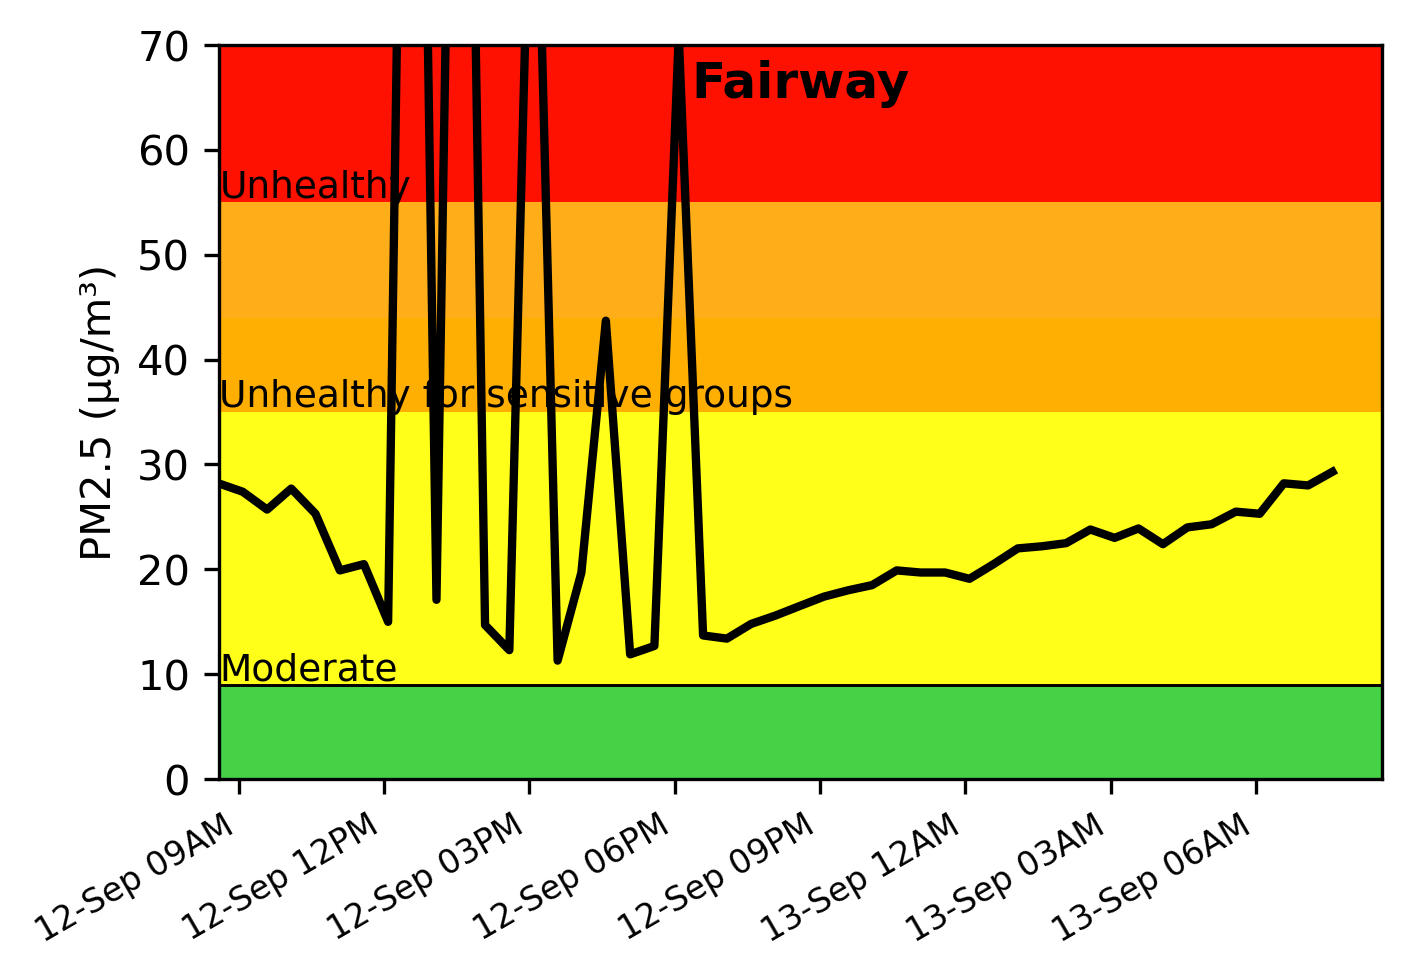 Fairway
70
60
50
40
30
20
10
0
PM2.5 (µg/m³)
Unhealthy
Unhealthy for sensitive groups
Moderate
12-Sep 09AM
12-Sep 12PM
12-Sep 03PM
12-Sep 06PM
12-Sep 09PM
13-Sep 12AM
13-Sep 03AM
13-Sep 06AM